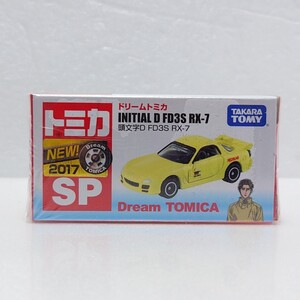 トミカ
ドリームトミカ
INITIAL D FD3S RX-7
頭文字D FD3S RX-7
TAKARA TOMY
NEW!
2017
Dream TOMICA
SP
Dream TOMICA